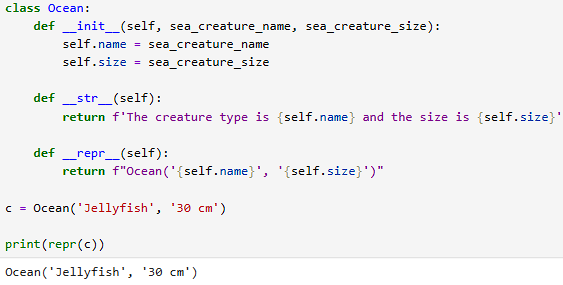 class Ocean:
    def __init__(self, sea_creature_name, sea_creature_size):
        self.name = sea_creature_name
        self.size = sea_creature_size

    def __str__(self):
        return f'The creature type is {self.name} and the size is {self.size}'

    def __repr__(self):
        return f"Ocean('{self.name}', '{self.size}')"

c = Ocean('Jellyfish', '30 cm')

print(repr(c))
Ocean('Jellyfish', '30 cm')